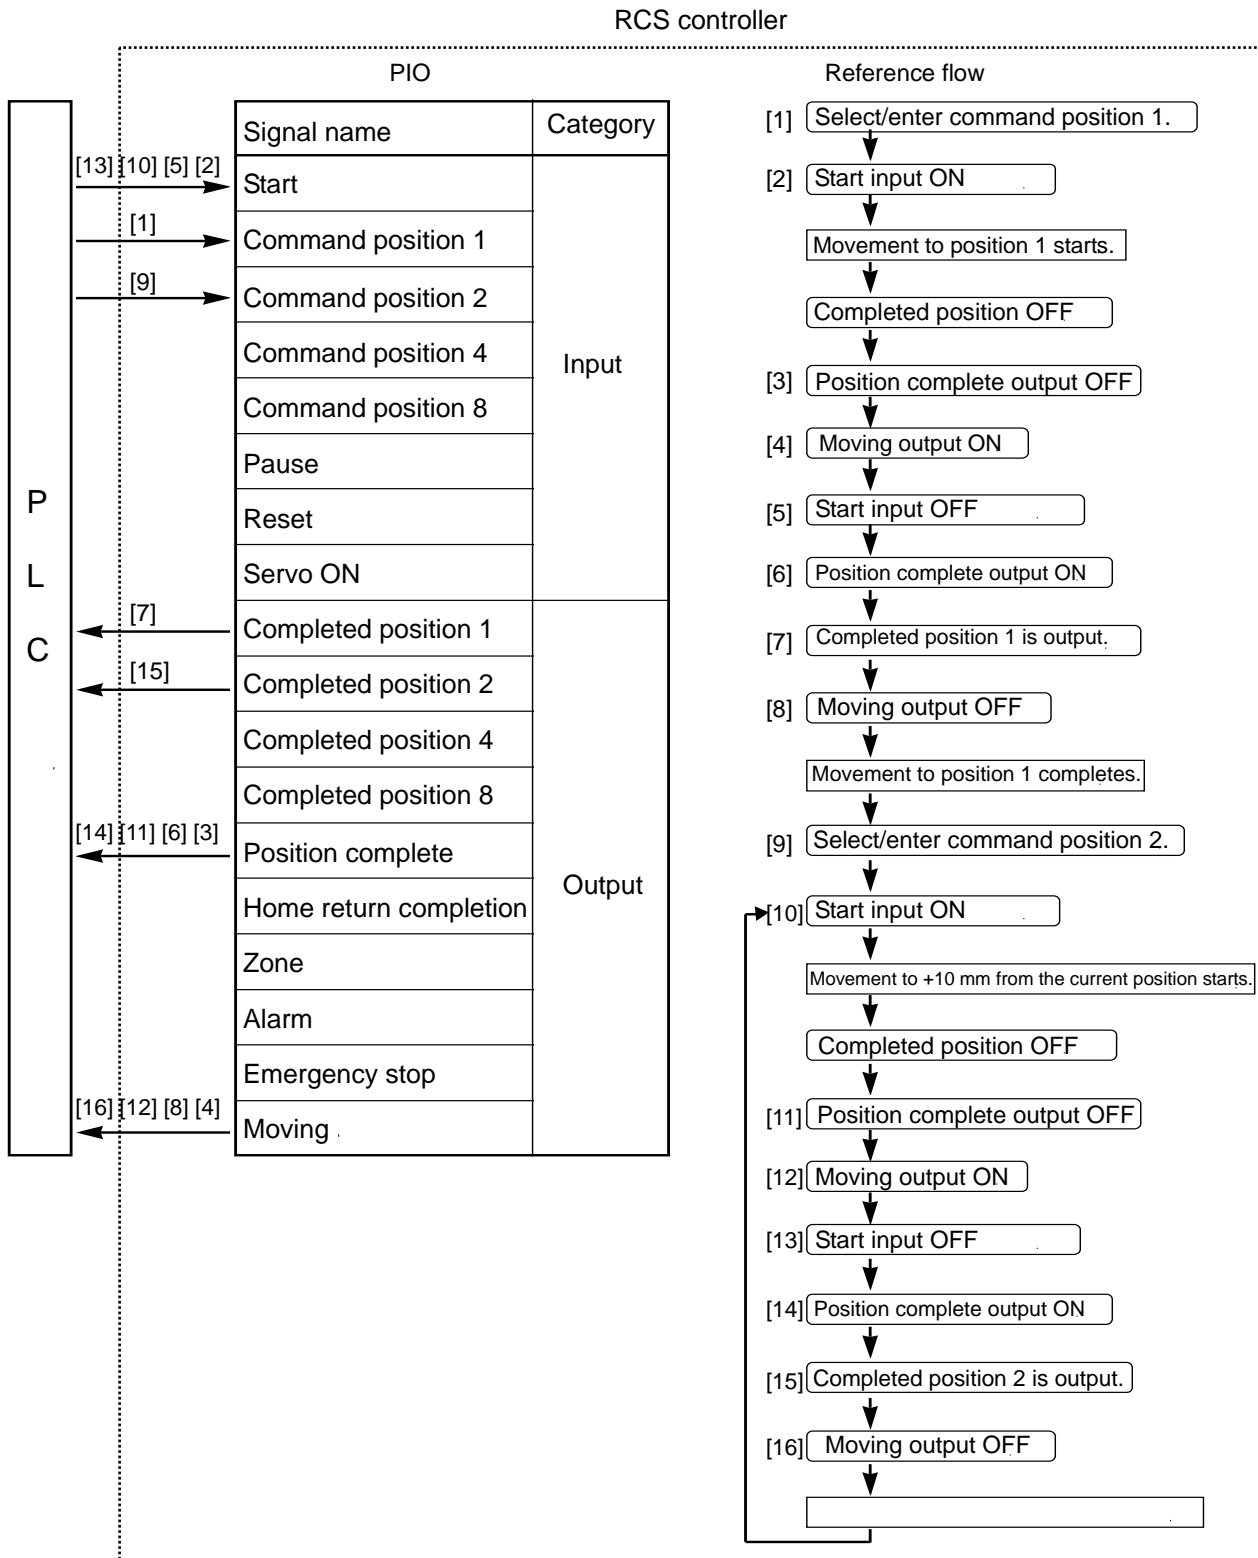 RCS controller
PIO
Reference flow
Signal name
Category
[13] [10] [5] [2]
Start
[1]
Command position 1
[9]
Command position 2
Command position 4
Command position 8
Pause
Reset
Servo ON
Input
P
L
C
[7]
Completed position 1
[15]
Completed position 2
Completed position 4
Completed position 8
[14] [11] [6] [3]
Position complete
Home return completion
Zone
Alarm
Emergency stop
[16] [12] [8] [4]
Moving
Output
[1] Select/enter command position 1.
[2] Start input ON
Movement to position 1 starts.
Completed position OFF
[3] Position complete output OFF
[4] Moving output ON
[5] Start input OFF
[6] Position complete output ON
[7] Completed position 1 is output.
[8] Moving output OFF
Movement to position 1 completes.
[9] Select/enter command position 2.
[10] Start input ON
Movement to +10 mm from the current position starts.
Completed position OFF
[11] Position complete output OFF
[12] Moving output ON
[13] Start input OFF
[14] Position complete output ON
[15] Completed position 2 is output.
[16] Moving output OFF